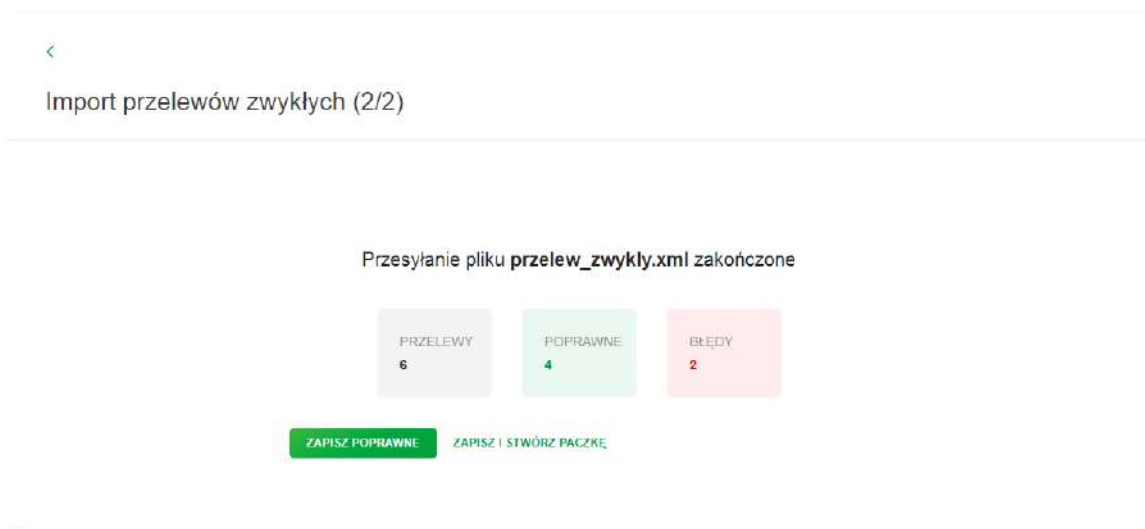 Import przelewów zwykłych (2/2)
Przesyłanie pliku przelew_zwykly.xml zakończone
PRZELEWY POPRAWNE BŁĘDY
6 4 2
ZAPISZ POPRAWNE ZAPISZ I STWÓRZ PACZKĘ